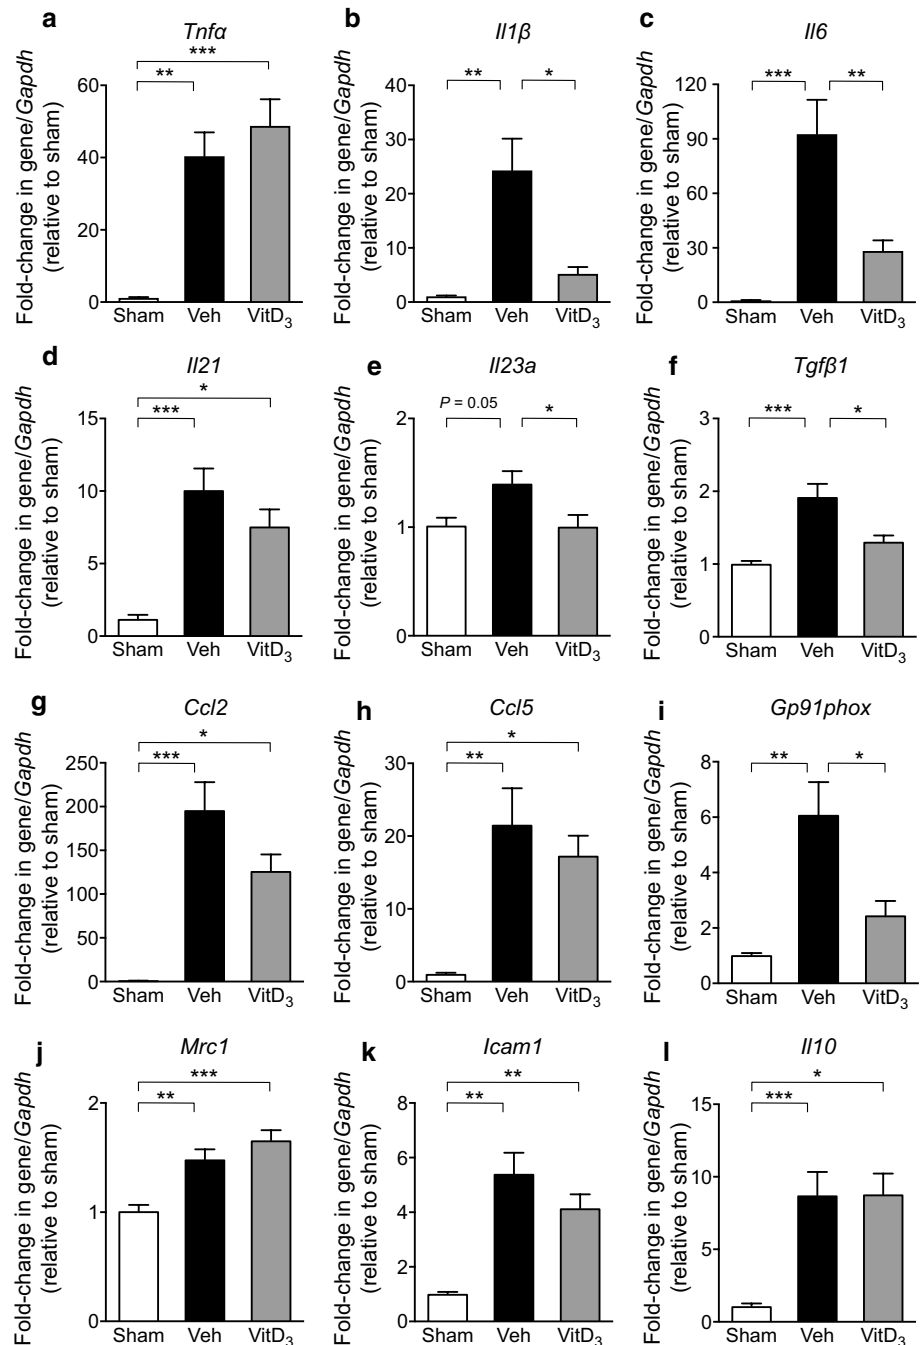 a
Tnfα
***
**
Fold-change in gene/Gapdh
(relative to sham)
60
40
20
0
Sham Veh VitD3
b
Il1β
** *
Fold-change in gene/Gapdh
(relative to sham)
40
30
20
10
0
Sham Veh VitD3
c
Il6
*** **
Fold-change in gene/Gapdh
(relative to sham)
120
90
60
30
0
Sham Veh VitD3
d
Il21
*
***
Fold-change in gene/Gapdh
(relative to sham)
15
10
5
0
Sham Veh VitD3
e
Il23a
P = 0.05 *
Fold-change in gene/Gapdh
(relative to sham)
2
1
0
Sham Veh VitD3
f
Tgfβ1
*** *
Fold-change in gene/Gapdh
(relative to sham)
3
2
1
0
Sham Veh VitD3
g
Ccl2
*
***
Fold-change in gene/Gapdh
(relative to sham)
250
200
150
100
50
0
Sham Veh VitD3
h
Ccl5
*
**
Fold-change in gene/Gapdh
(relative to sham)
30
20
10
0
Sham Veh VitD3
i
Gp91phox
** *
Fold-change in gene/Gapdh
(relative to sham)
8
6
4
2
0
Sham Veh VitD3
j
Mrc1
***
**
Fold-change in gene/Gapdh
(relative to sham)
2
1
0
Sham Veh VitD3
k
Icam1
**
**
Fold-change in gene/Gapdh
(relative to sham)
8
6
4
2
0
Sham Veh VitD3
l
Il10
*
***
Fold-change in gene/Gapdh
(relative to sham)
15
10
5
0
Sham Veh VitD3